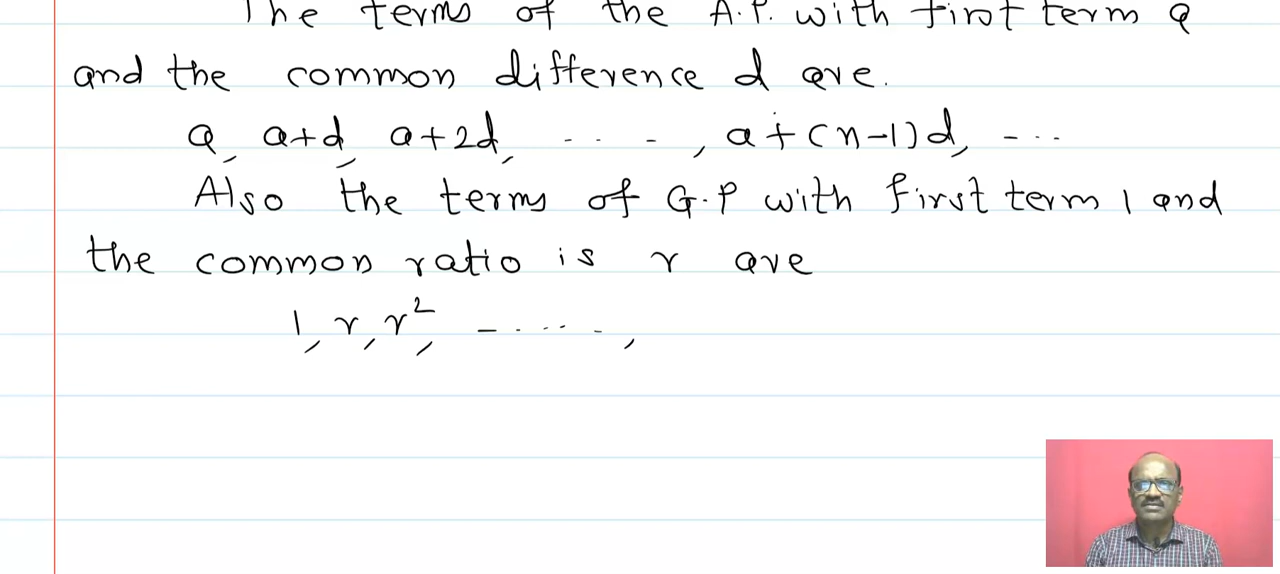 The terms of the A.P. with first term a
and the common difference d are.
a, a+d, a+2d, - - -, a+(n-1)d, - - -
Also the terms of G.P with first term 1 and
the common ratio is r are
1, r, r², - - - - -,